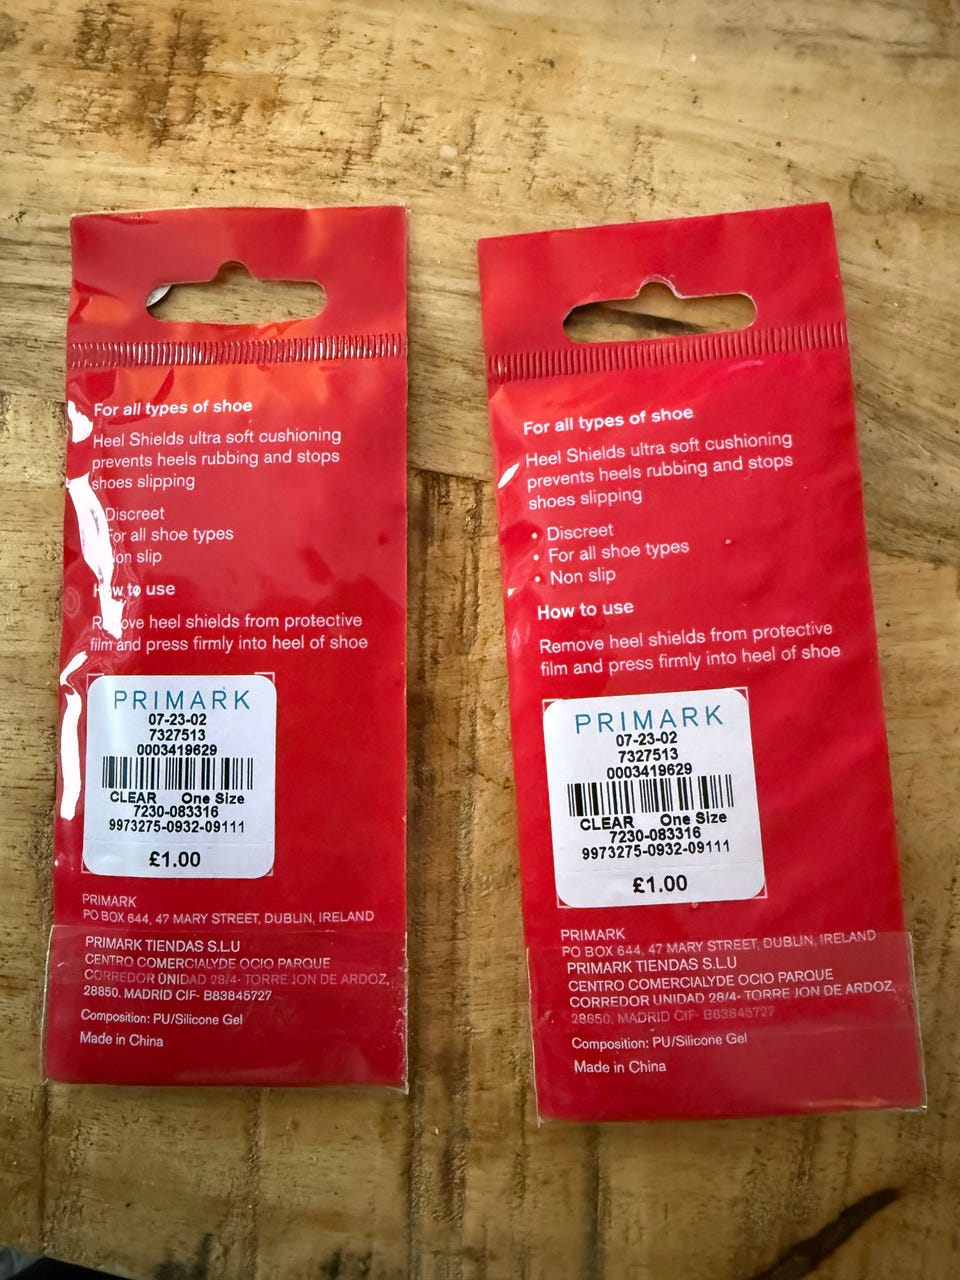 For all types of shoe
Heel Shields ultra soft cushioning
prevents heels rubbing and stops
shoes slipping
Discreet
For all shoe types
Non slip
How to use
Remove heel shields from protective
film and press firmly into heel of shoe
PRIMARK
07-23-02
7327513
0003419629
CLEAR One Size
7230-083316
9973275-0932-09111
£1.00
PRIMARK
PO BOX 644, 47 MARY STREET, DUBLIN, IRELAND
PRIMARK TIENDAS S.L.U
CENTRO COMERCIALYDE OCIO PARQUE
CORREDOR UNIDAD 28/4- TORRE JON DE ARDOZ,
28850. MADRID CIF- B83845727
Composition: PU/Silicone Gel
Made in China
For all types of shoe
Heel Shields ultra soft cushioning
prevents heels rubbing and stops
shoes slipping
• Discreet
• For all shoe types
• Non slip
How to use
Remove heel shields from protective
film and press firmly into heel of shoe
PRIMARK
07-23-02
7327513
0003419629
CLEAR One Size
7230-083316
9973275-0932-09111
£1.00
PRIMARK
PO BOX 644, 47 MARY STREET, DUBLIN, IRELAND
PRIMARK TIENDAS S.L.U
CENTRO COMERCIALYDE OCIO PARQUE
CORREDOR UNIDAD 28/4- TORRE JON DE ARDOZ,
28850. MADRID CIF- B83845727
Composition: PU/Silicone Gel
Made in China